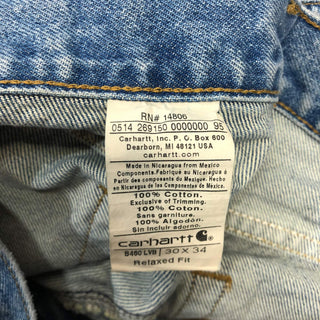 RN# 14806
0514 269150 0000000 95
Carhartt, Inc. P. O. Box 600
Dearborn, MI 48121 USA
carhartt.com
Made in Nicaragua from Mexico
Components. Fabriqué au Nicaragua à
Partir des composants du Mexique. Hecho
en Nicaragua de las Componentes de Mexico.
100% Cotton.
Exclusive of Trimming.
100% Coton.
Sans garniture.
100% Algodón.
Sin incluir adorno.
carhartt
B460 LVB / 30 X 34
Relaxed Fit